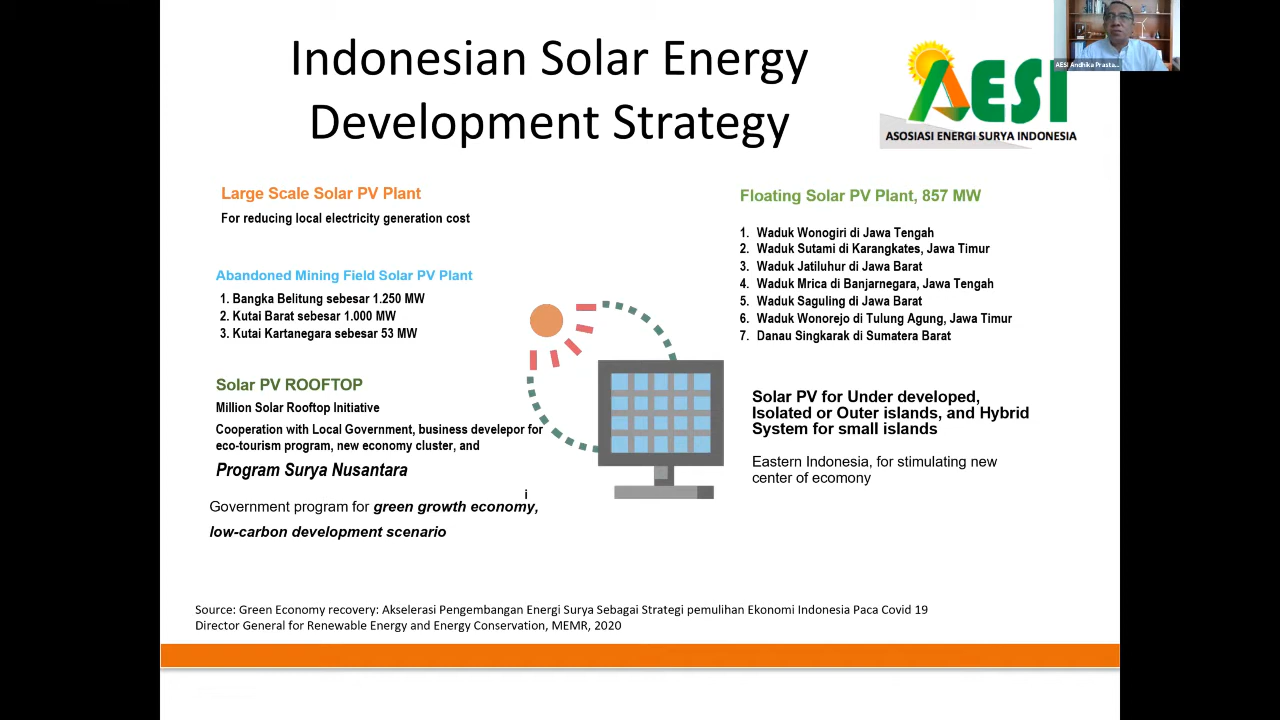 Indonesian Solar Energy
Development Strategy
AESI
ASOSIASI ENERGI SURYA INDONESIA
AESI Andhika Prasta...
Large Scale Solar PV Plant
For reducing local electricity generation cost
Abandoned Mining Field Solar PV Plant
1. Bangka Belitung sebesar 1.250 MW
2. Kutai Barat sebesar 1.000 MW
3. Kutai Kartanegara sebesar 53 MW
Solar PV ROOFTOP
Million Solar Rooftop Initiative
Cooperation with Local Government, business develepor for
eco-tourism program, new economy cluster, and
Program Surya Nusantara
i
Government program for green growth economy,
low-carbon development scenario
Floating Solar PV Plant, 857 MW
1. Waduk Wonogiri di Jawa Tengah
2. Waduk Sutami di Karangkates, Jawa Timur
3. Waduk Jatiluhur di Jawa Barat
4. Waduk Mrica di Banjarnegara, Jawa Tengah
5. Waduk Saguling di Jawa Barat
6. Waduk Wonorejo di Tulung Agung, Jawa Timur
7. Danau Singkarak di Sumatera Barat
Solar PV for Under developed,
Isolated or Outer islands, and Hybrid
System for small islands
Eastern Indonesia, for stimulating new
center of ecomony
Source: Green Economy recovery: Akselerasi Pengembangan Energi Surya Sebagai Strategi pemulihan Ekonomi Indonesia Paca Covid 19
Director General for Renewable Energy and Energy Conservation, MEMR, 2020